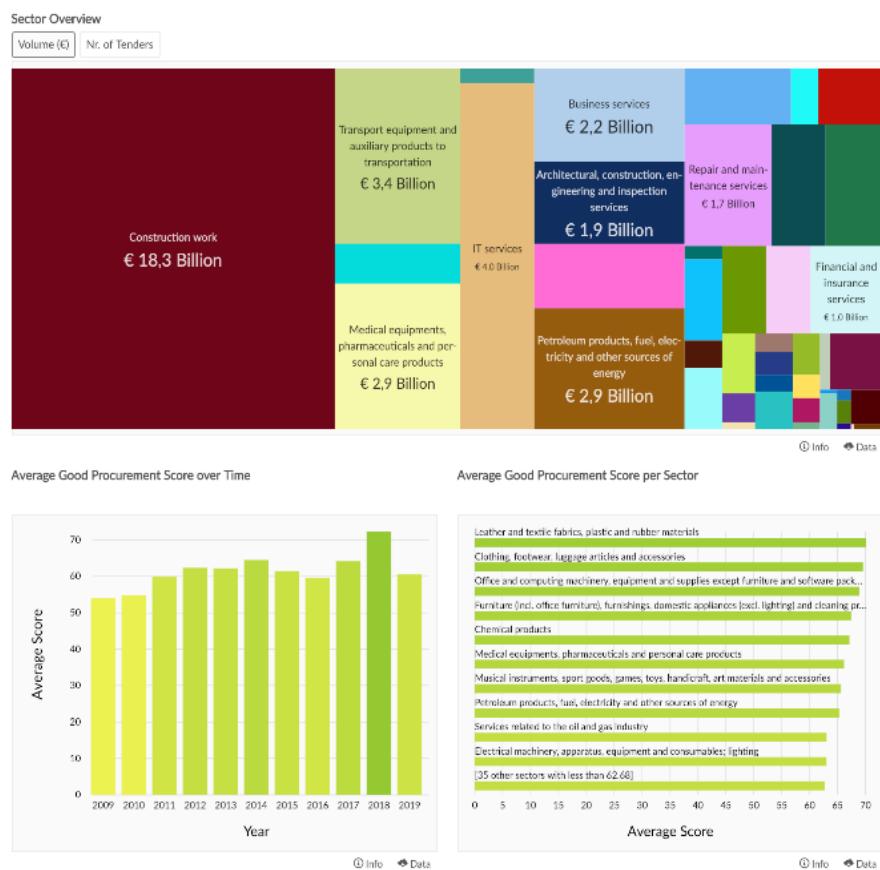 Sector Overview
Volume (€) Nr. of Tenders
Construction work
€ 18,3 Billion
Transport equipment and
auxiliary products to
transportation
€ 3,4 Billion
Medical equipments,
pharmaceuticals and per-
sonal care products
€ 2,9 Billion
IT services
€ 4.0 Billion
Business services
€ 2,2 Billion
Architectural, construction, en-
gineering and inspection
services
€ 1,9 Billion
Petroleum products, fuel, elec-
tricity and other sources of
energy
€ 2,9 Billion
Repair and main-
tenance services
€ 1,7 Billion
Financial and
insurance
services
€ 1,0 Billion
Info Data
Average Good Procurement Score over Time
Average Score
70
60
50
40
30
20
10
0
2009 2010 2011 2012 2013 2014 2015 2016 2017 2018 2019
Year
Info Data
Average Good Procurement Score per Sector
Leather and textile fabrics, plastic and rubber materials
Clothing, footwear, luggage articles and accessories
Office and computing machinery, equipment and supplies except furniture and software pack...
Furniture (incl. office furniture), furnishings, domestic appliances (excl. lighting) and cleaning pr...
Chemical products
Medical equipments, pharmaceuticals and personal care products
Musical instruments, sport goods, games, toys, handicraft, art materials and accessories
Petroleum products, fuel, electricity and other sources of energy
Services related to the oil and gas industry
Electrical machinery, apparatus, equipment and consumables; lighting
[35 other sectors with less than 62.68]
0 5 10 15 20 25 30 35 40 45 50 55 60 65 70
Average Score
Info Data